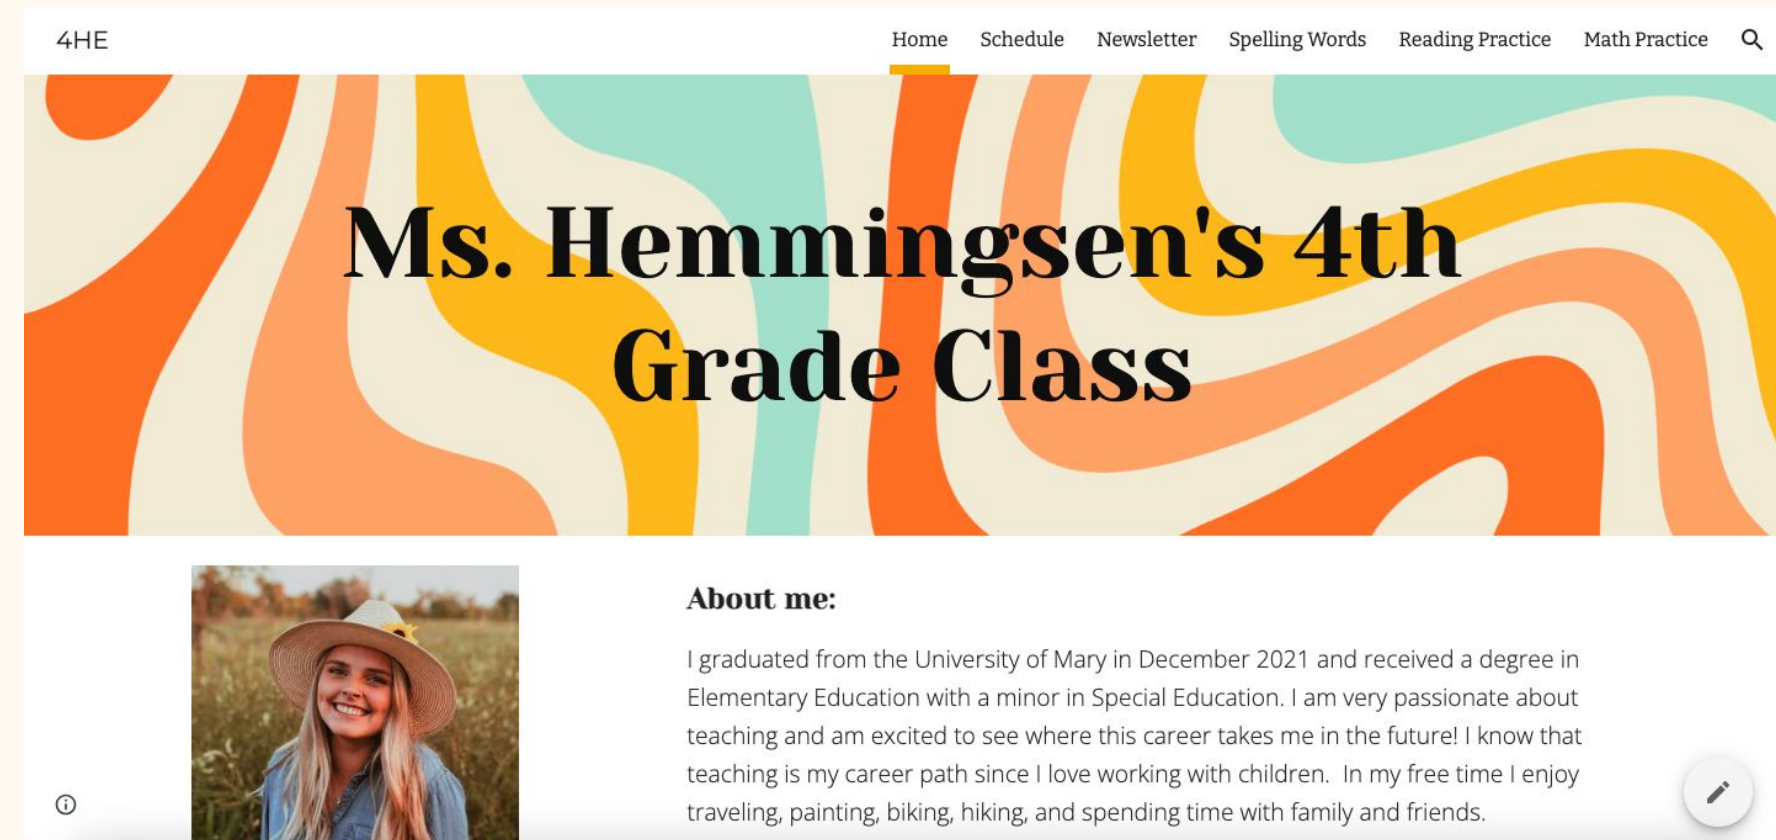 4HE
Home Schedule Newsletter Spelling Words Reading Practice Math Practice
Ms. Hemmingsen's 4th
Grade Class
About me:
I graduated from the University of Mary in December 2021 and received a degree in
Elementary Education with a minor in Special Education. I am very passionate about
teaching and am excited to see where this career takes me in the future! I know that
teaching is my career path since I love working with children.  In my free time I enjoy
traveling, painting, biking, hiking, and spending time with family and friends.